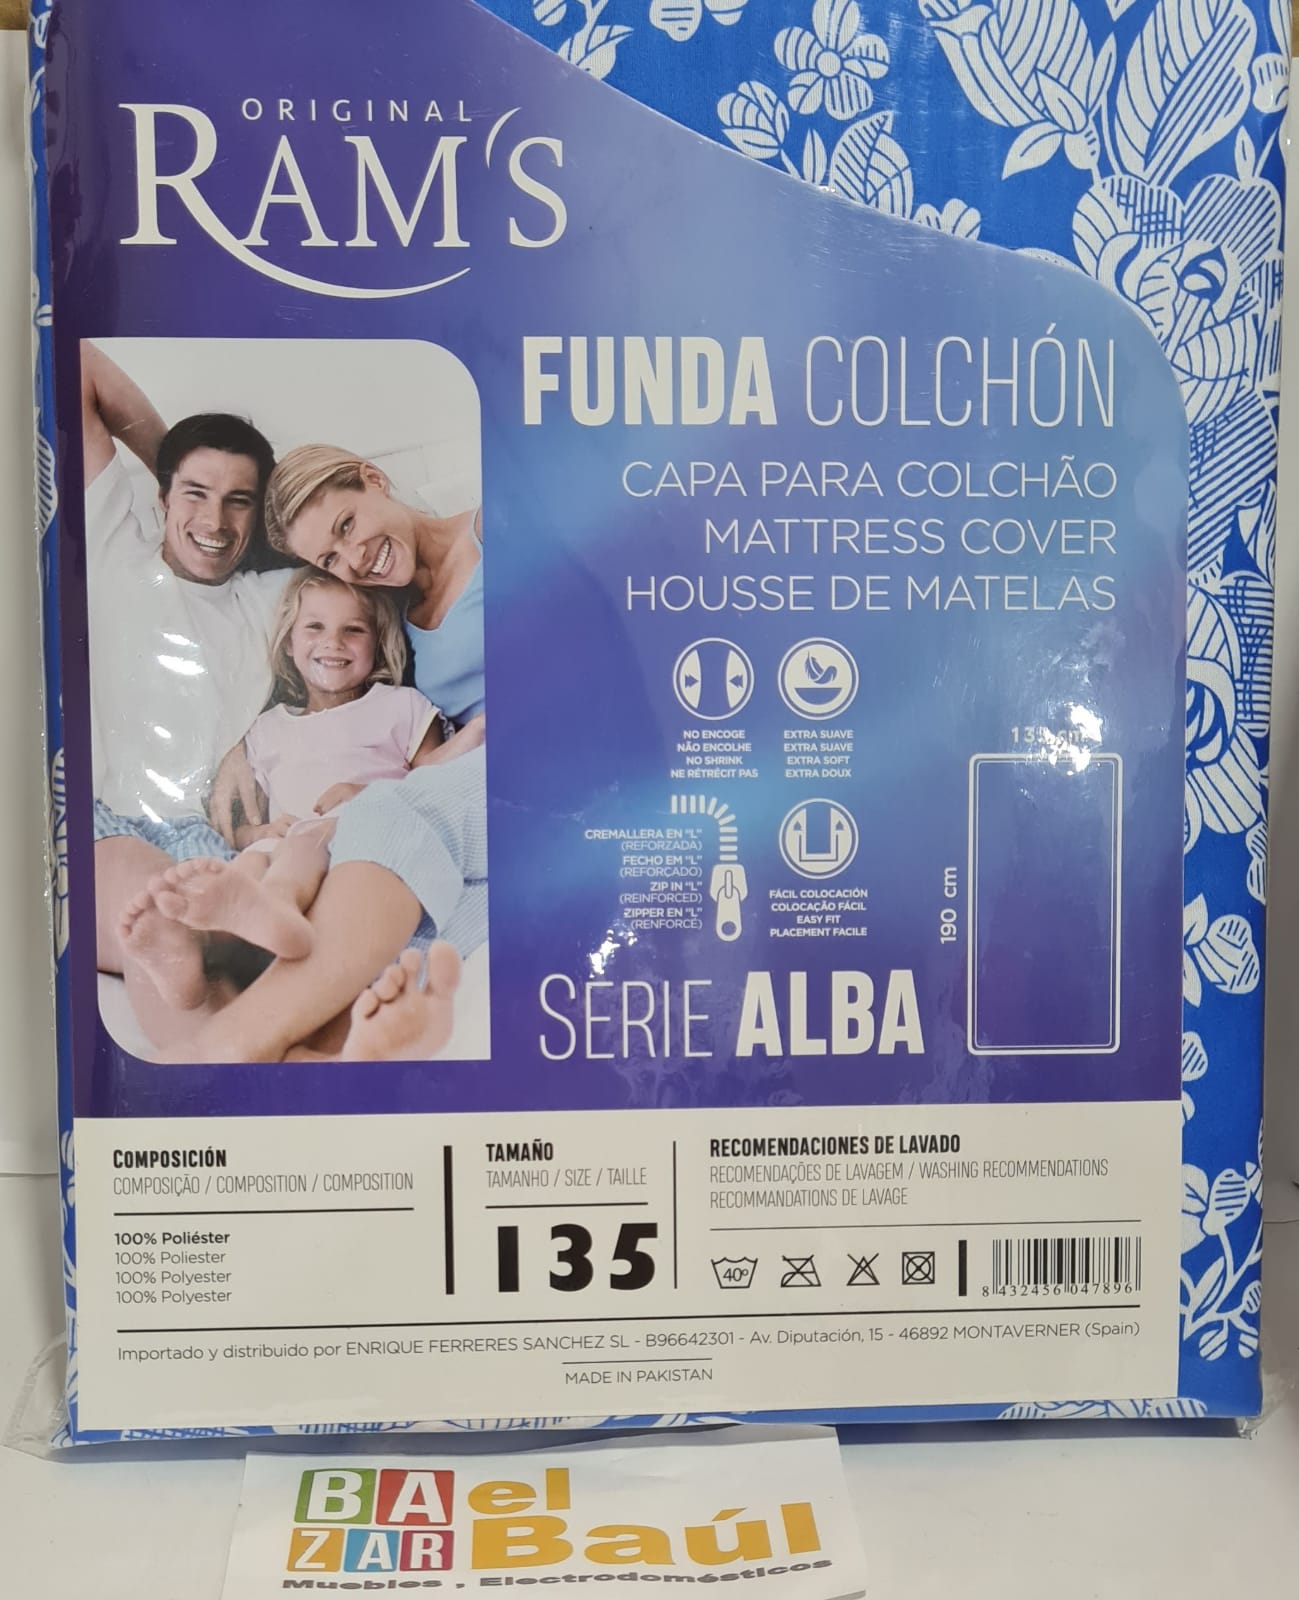 ORIGINAL
RAM'S
FUNDA COLCHÓN
CAPA PARA COLCHÃO
MATTRESS COVER
HOUSSE DE MATELAS
NO ENCOGE
NÃO ENCOLHE
NO SHRINK
NE RÉTRÉCIT PAS
EXTRA SUAVE
EXTRA SUAVE
EXTRA SOFT
EXTRA DOUX
CREMALLERA EN "L"
(REFORZADA)
FECHO EM "L"
(REFORÇADO)
ZIP IN "L"
(REINFORCED)
ZIPPER EN "L"
(RENFORCÉ)
FÁCIL COLOCACIÓN
COLOCAÇÃO FÁCIL
EASY FIT
PLACEMENT FACILE
190 cm
SERIE ALBA
COMPOSICIÓN
COMPOSIÇÃO / COMPOSITION / COMPOSITION
100% Poliéster
100% Poliester
100% Polyester
100% Polyester
TAMAÑO
TAMANHO / SIZE / TAILLE
135
RECOMENDACIONES DE LAVADO
RECOMENDAÇÕES DE LAVAGEM / WASHING RECOMMENDATIONS
RECOMMANDATIONS DE LAVAGE
40º
8 432456 047896
Importado y distribuido por ENRIQUE FERRERES SANCHEZ SL - B96642301 - Av. Diputación, 15 - 46892 MONTAVERNER (Spain)
MADE IN PAKISTAN
BAZAR
el Baúl
Muebles , Electrodomésticos